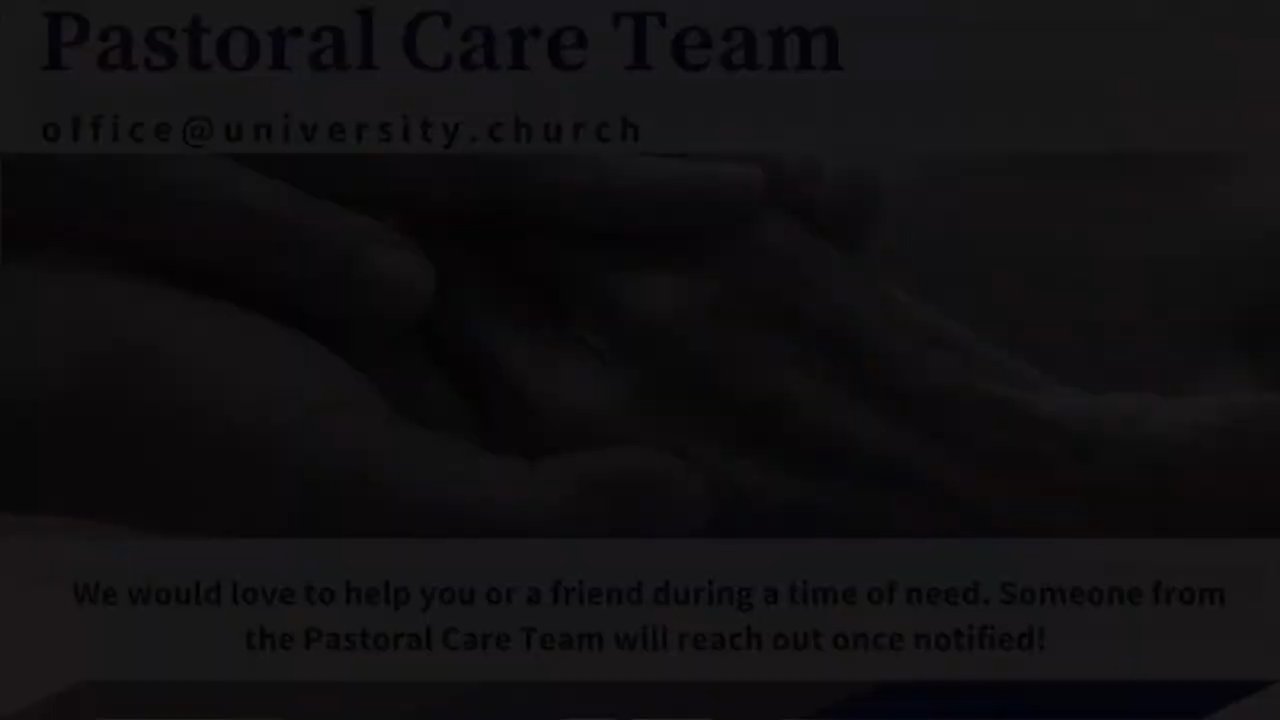 Pastoral Care Team
office@university.church
We would love to help you or a friend during a time of need. Someone from
the Pastoral Care Team will reach out once notified!